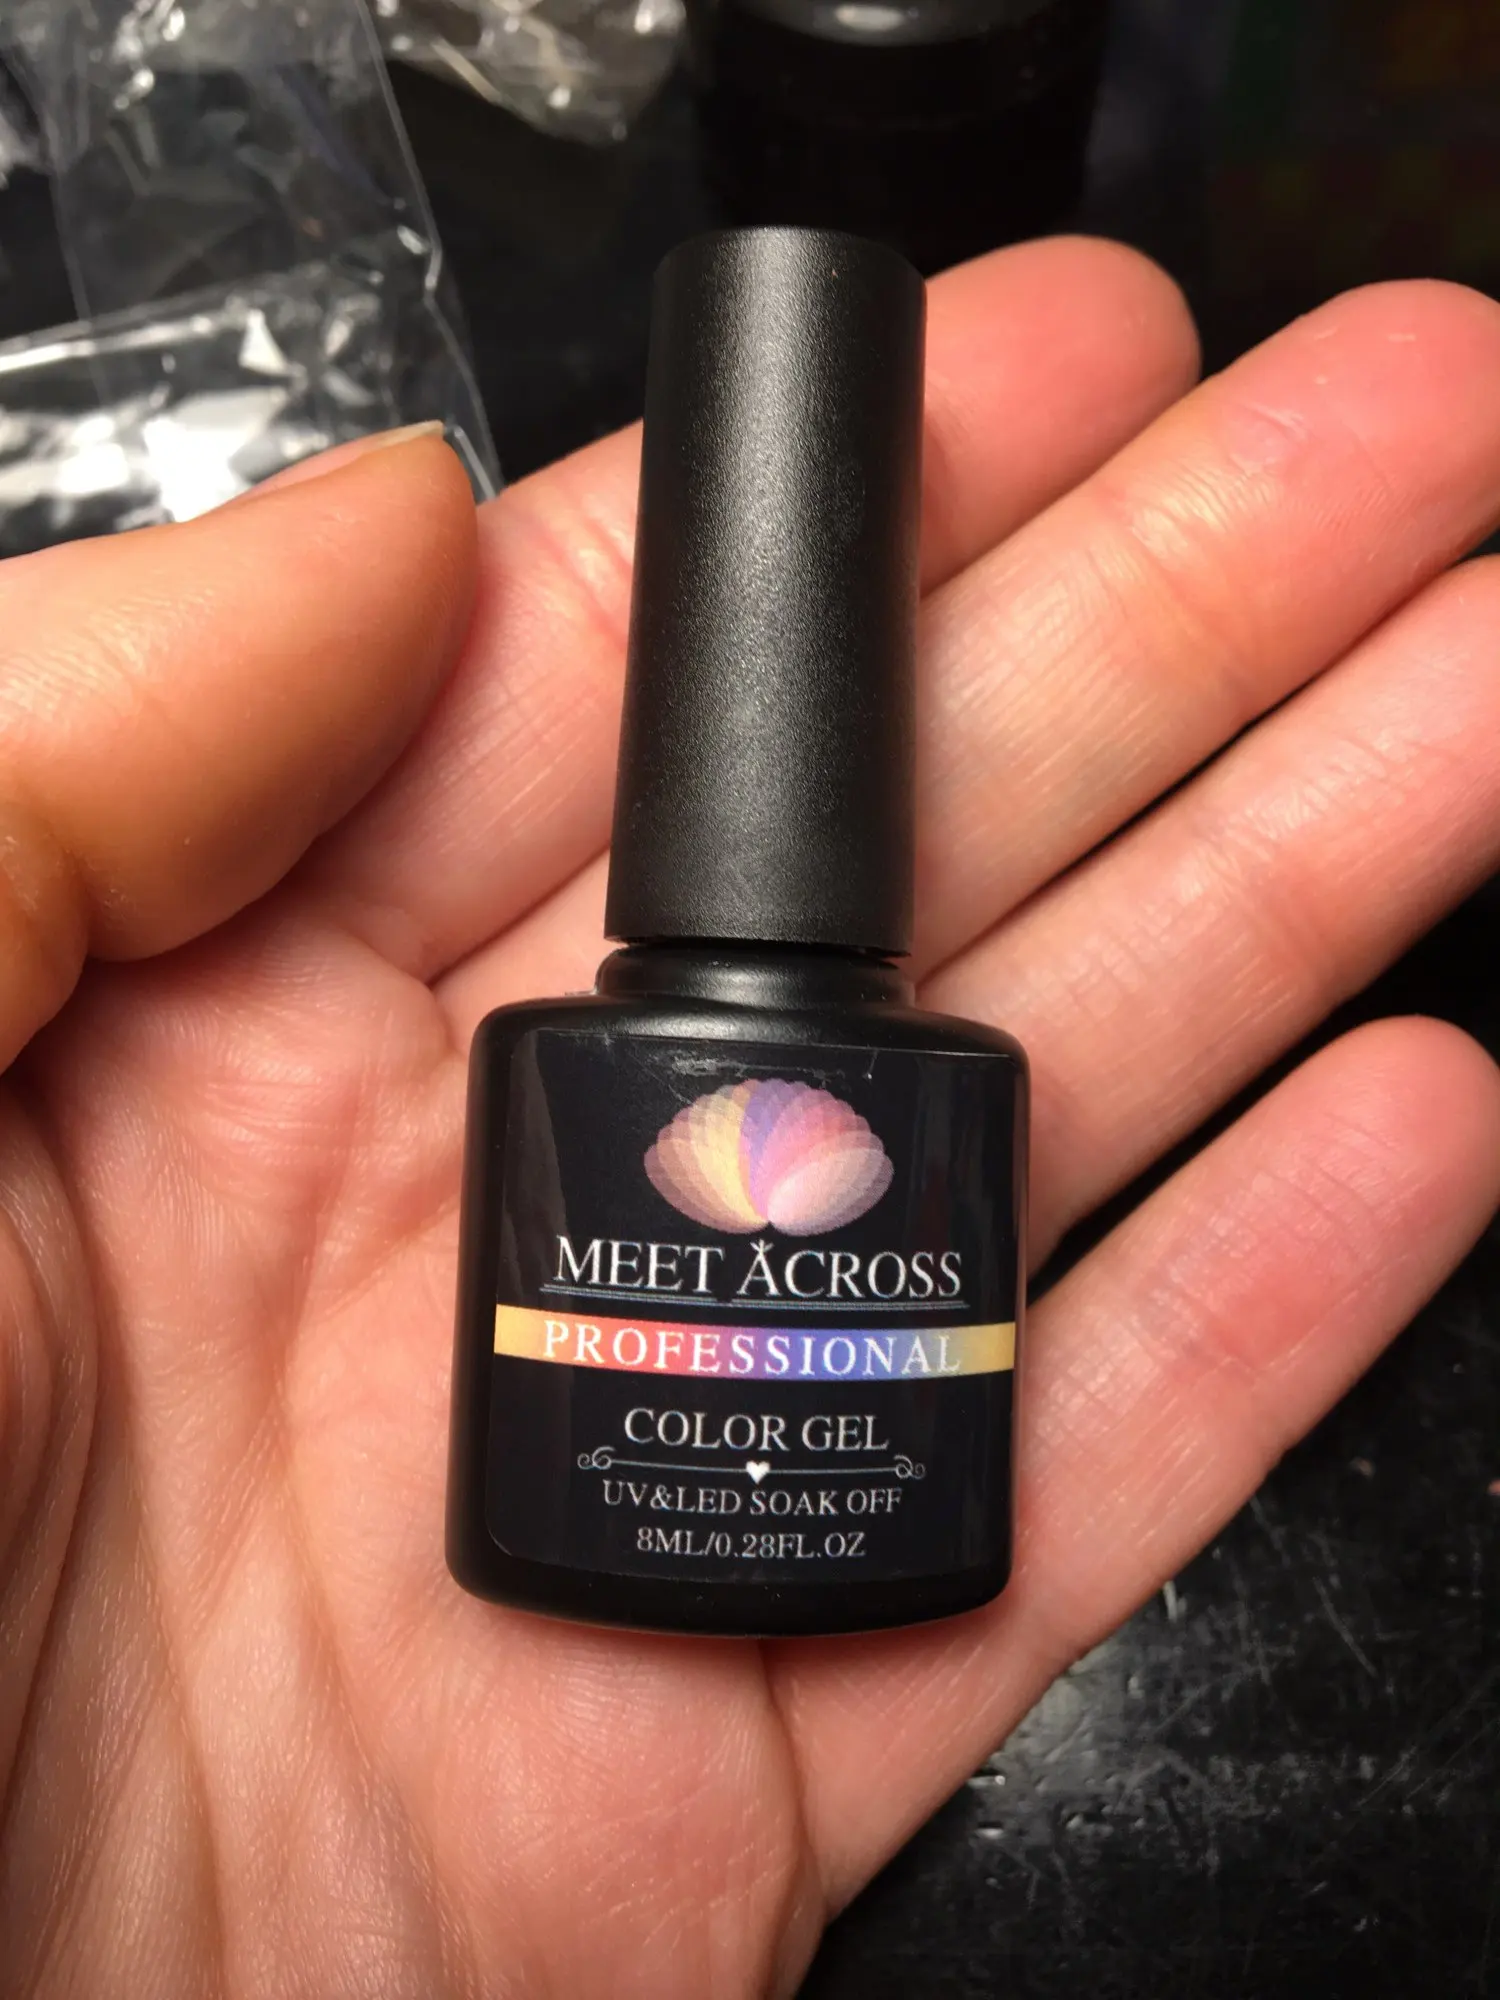 MEET ACROSS
PROFESSIONAL
COLOR GEL
UV&LED SOAK OFF
8ML/0.28FL.OZ